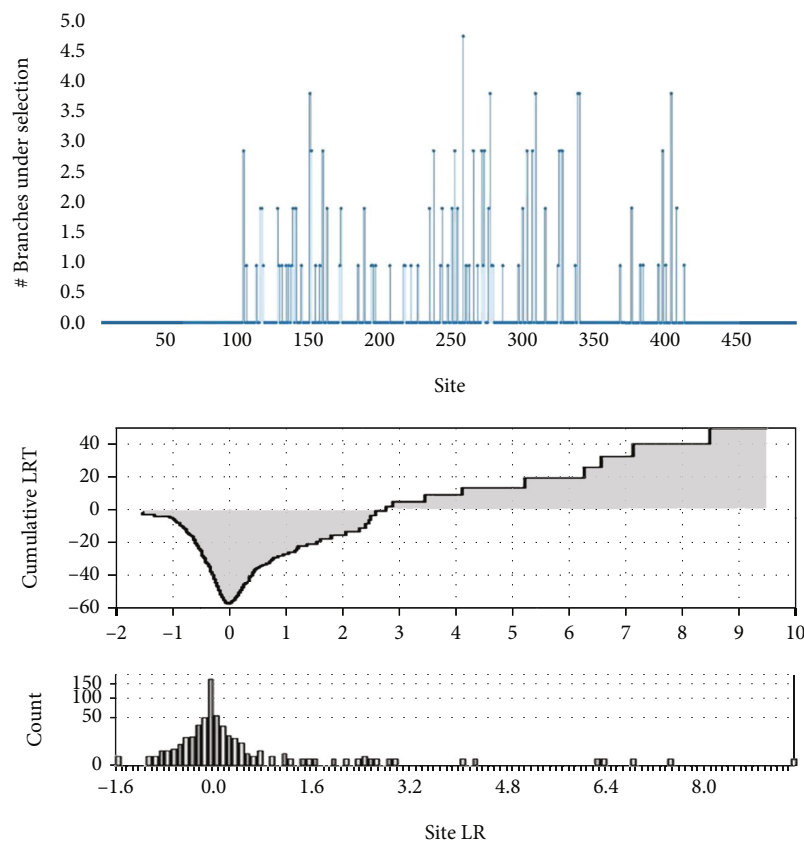 # Branches under selection
5.0
4.5
4.0
3.5
3.0
2.5
2.0
1.5
1.0
0.5
0.0
50 100 150 200 250 300 350 400 450
Site
Cumulative LRT
40
20
0
−20
−40
−60
−2 −1 0 1 2 3 4 5 6 7 8 9 10
Count
150
100
50
0
−1.6 0.0 1.6 3.2 4.8 6.4 8.0
Site LR